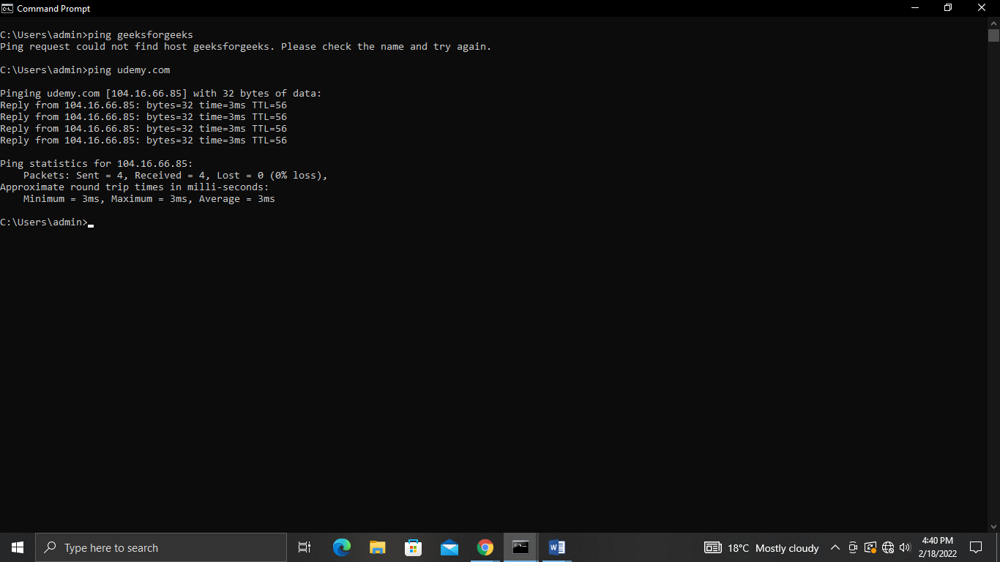 Command Prompt
C:\Users\admin>ping geeksforgeeks
Ping request could not find host geeksforgeeks. Please check the name and try again.
C:\Users\admin>ping udemy.com
Pinging udemy.com [104.16.66.85] with 32 bytes of data:
Reply from 104.16.66.85: bytes=32 time=3ms TTL=56
Reply from 104.16.66.85: bytes=32 time=3ms TTL=56
Reply from 104.16.66.85: bytes=32 time=3ms TTL=56
Reply from 104.16.66.85: bytes=32 time=3ms TTL=56
Ping statistics for 104.16.66.85:
    Packets: Sent = 4, Received = 4, Lost = 0 (0% loss),
Approximate round trip times in milli-seconds:
    Minimum = 3ms, Maximum = 3ms, Average = 3ms
C:\Users\admin>
Type here to search
18°C Mostly cloudy
4:40 PM
2/18/2022